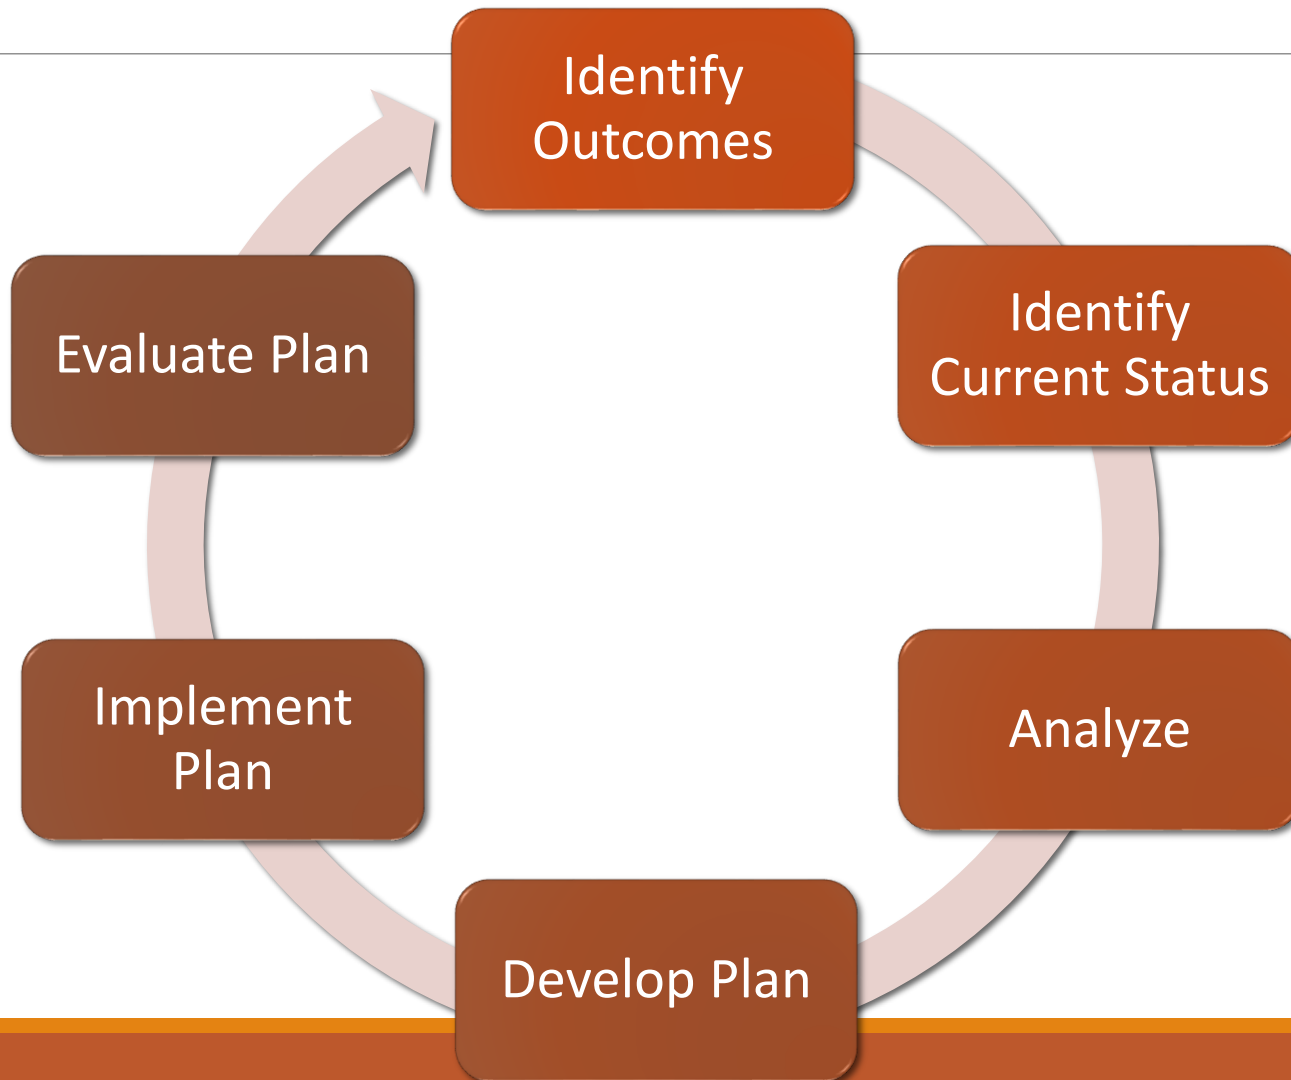 Identify
Outcomes
Identify
Current Status
Analyze
Develop Plan
Implement
Plan
Evaluate Plan